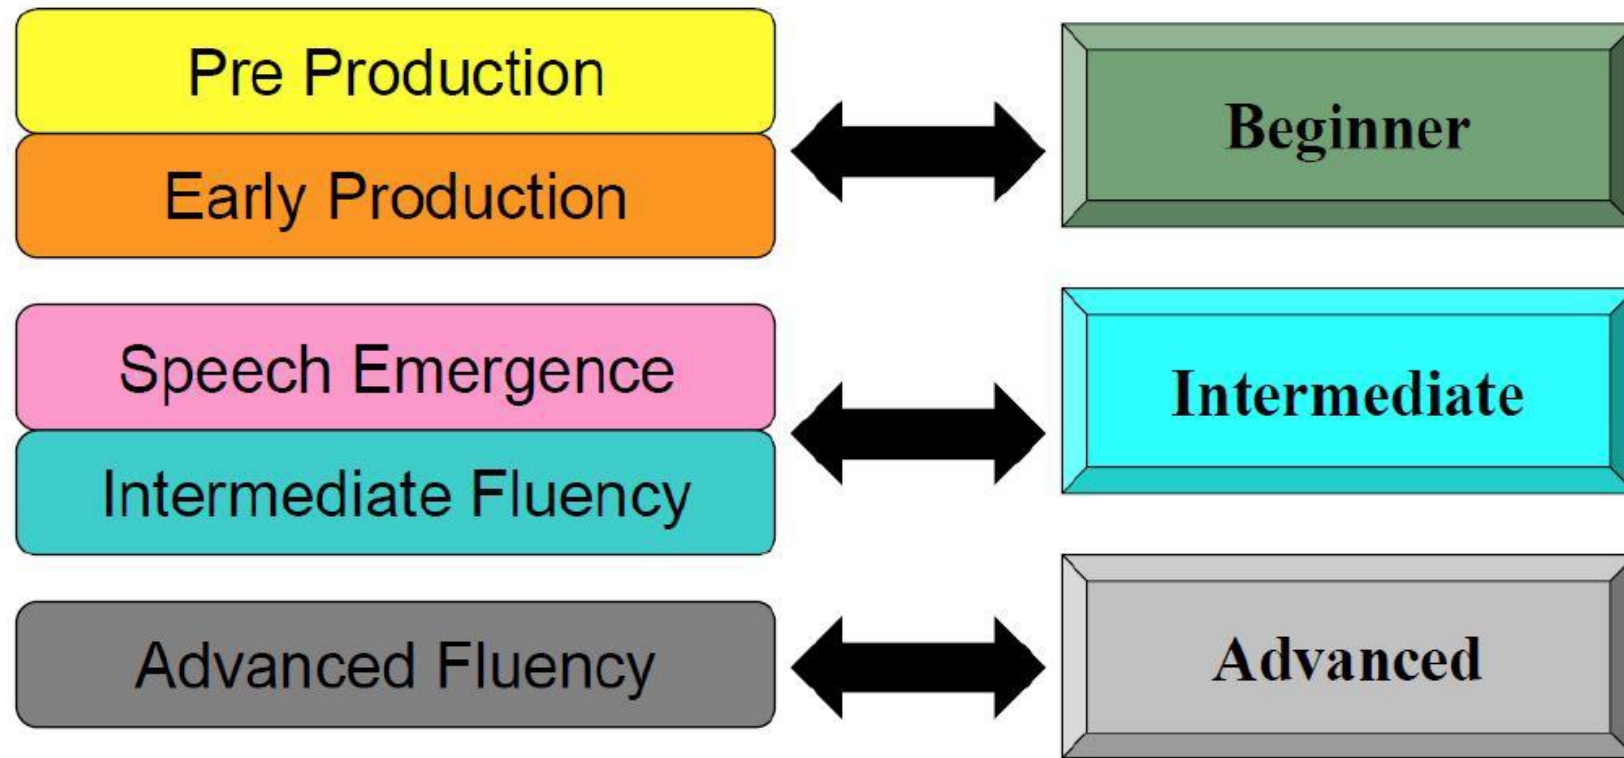 Pre Production
Early Production
Beginner
Speech Emergence
Intermediate Fluency
Intermediate
Advanced Fluency
Advanced